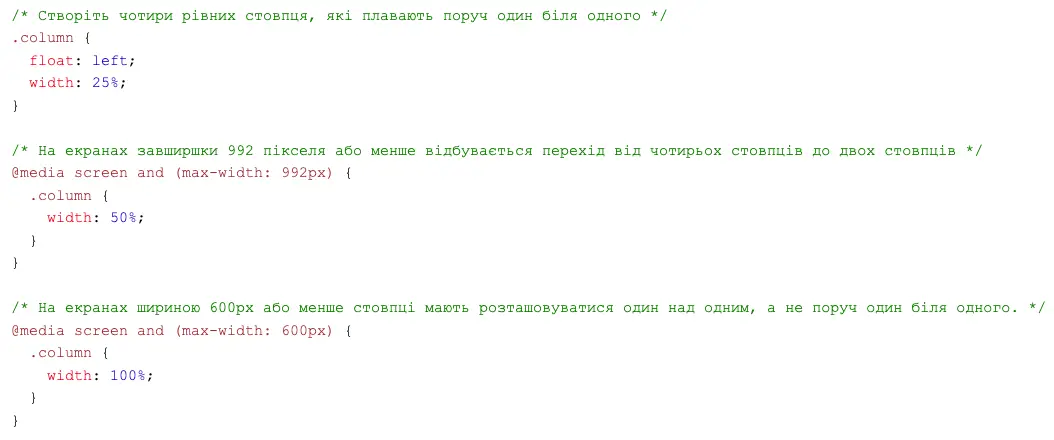 /* Створіть чотири рівних стовпця, які плавають поруч один біля одного */
.column {
  float: left;
  width: 25%;
}

/* На екранах завширшки 992 пікселя або менше відбувається перехід від чотирьох стовпців до двох стовпців */
@media screen and (max-width: 992px) {
  .column {
    width: 50%;
  }
}

/* На екранах шириною 600px або менше стовпці мають розташовуватися один над одним, а не поруч один біля одного. */
@media screen and (max-width: 600px) {
  .column {
    width: 100%;
  }
}